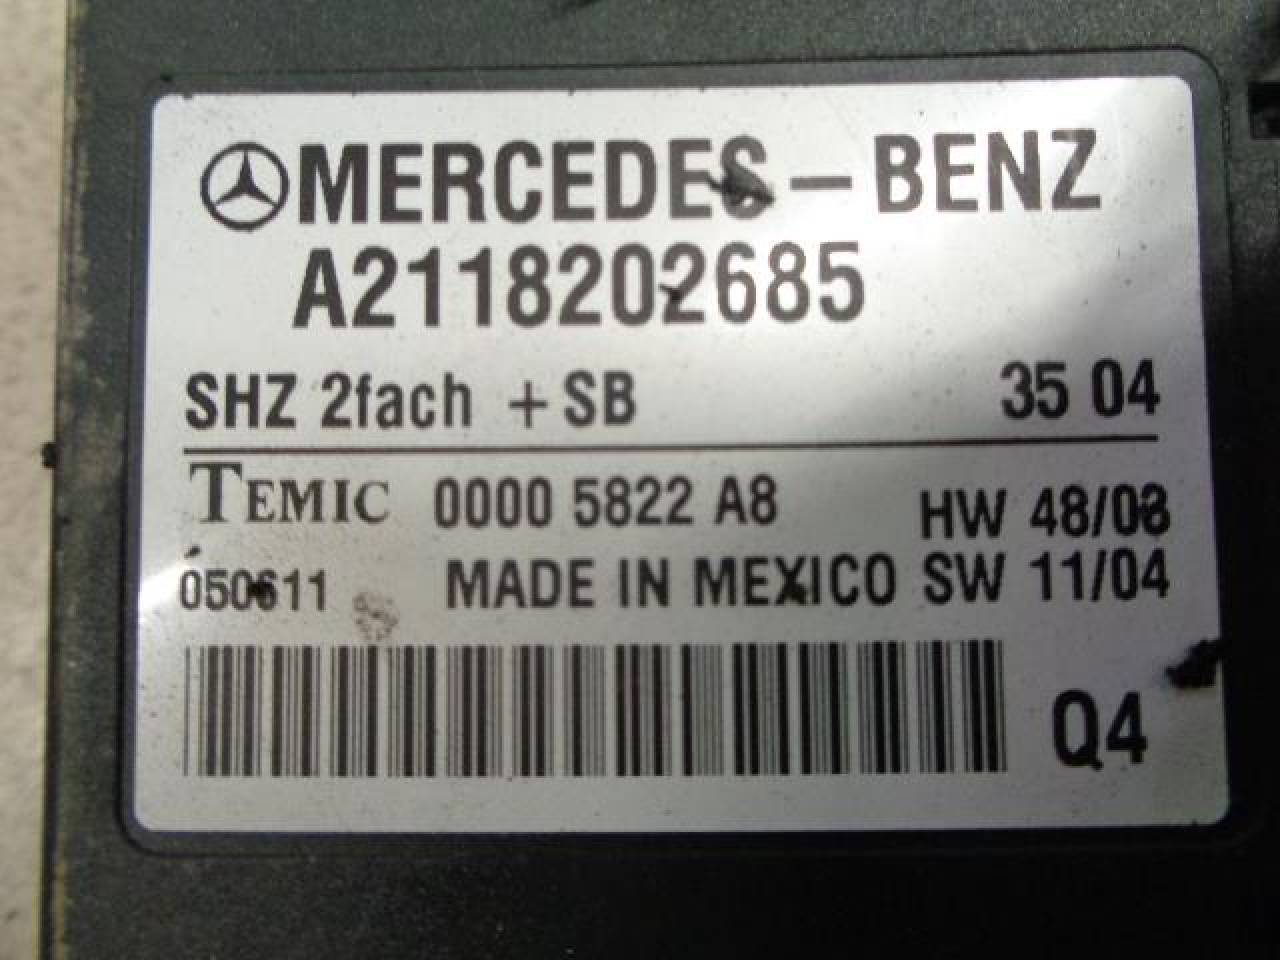 MERCEDES-BENZ
A2118202685
SHZ 2fach + SB 35 04
TEMIC 0000 5822 A8 HW 48/03
050611 MADE IN MEXICO SW 11/04
Q4